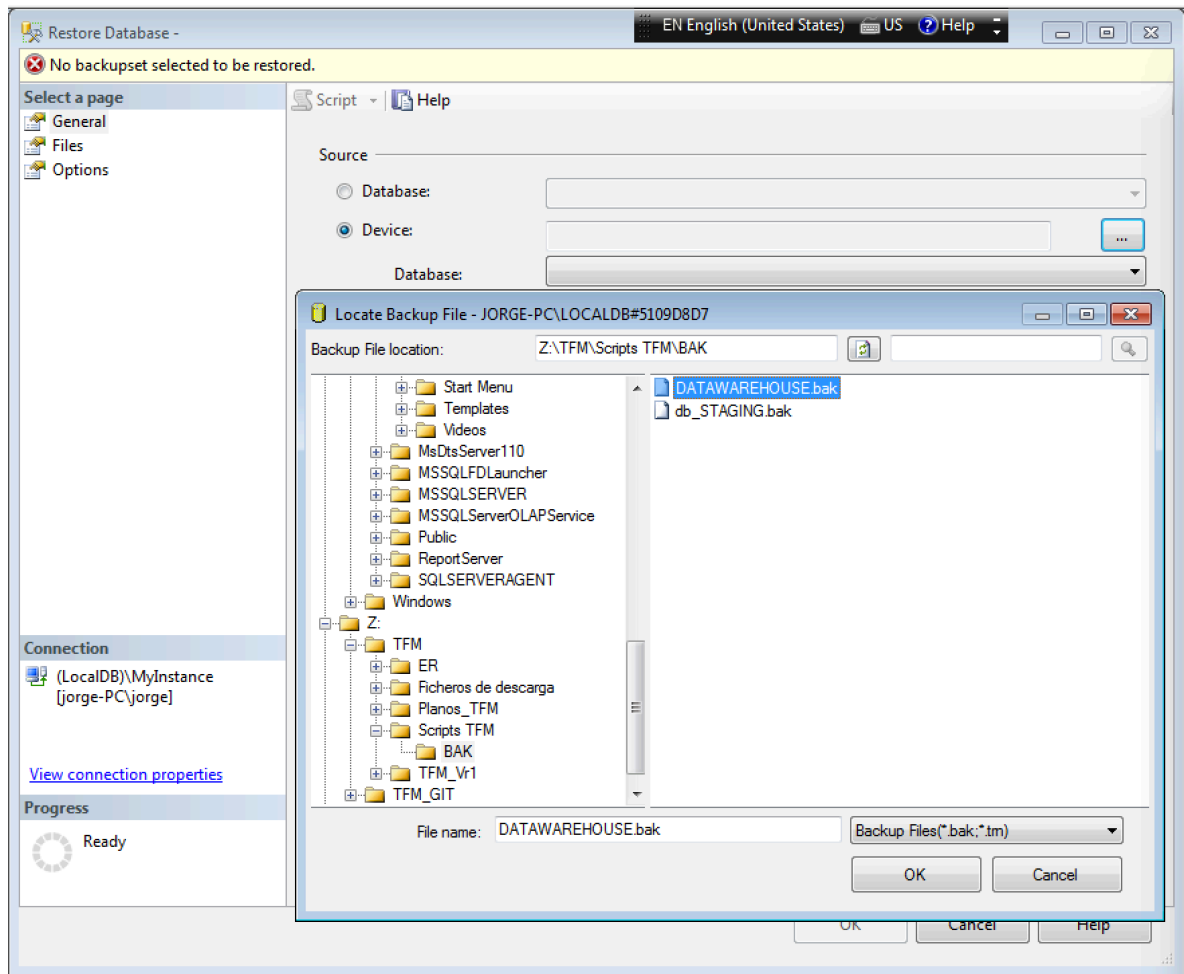 Restore Database -
EN English (United States) US Help
No backupset selected to be restored.
Select a page
General
Files
Options
Script Help
Source
Database:
Device:
...
Database:
Locate Backup File - JORGE-PC\LOCALDB#5109D8D7
Backup File location: Z:\TFM\Scripts TFM\BAK
Start Menu
Templates
Videos
MsDtsServer110
MSSQLFDLauncher
MSSQLSERVER
MSSQLServerOLAPService
Public
ReportServer
SQLSERVERAGENT
Windows
Z:
TFM
ER
Ficheros de descarga
Planos_TFM
Scripts TFM
BAK
TFM_Vr1
TFM_GIT
DATAWAREHOUSE.bak
db_STAGING.bak
File name: DATAWAREHOUSE.bak Backup Files(*.bak;*.trn)
OK Cancel
Connection
(LocalDB)\MyInstance
[jorge-PC\jorge]
View connection properties
Progress
Ready
OK Cancel Help